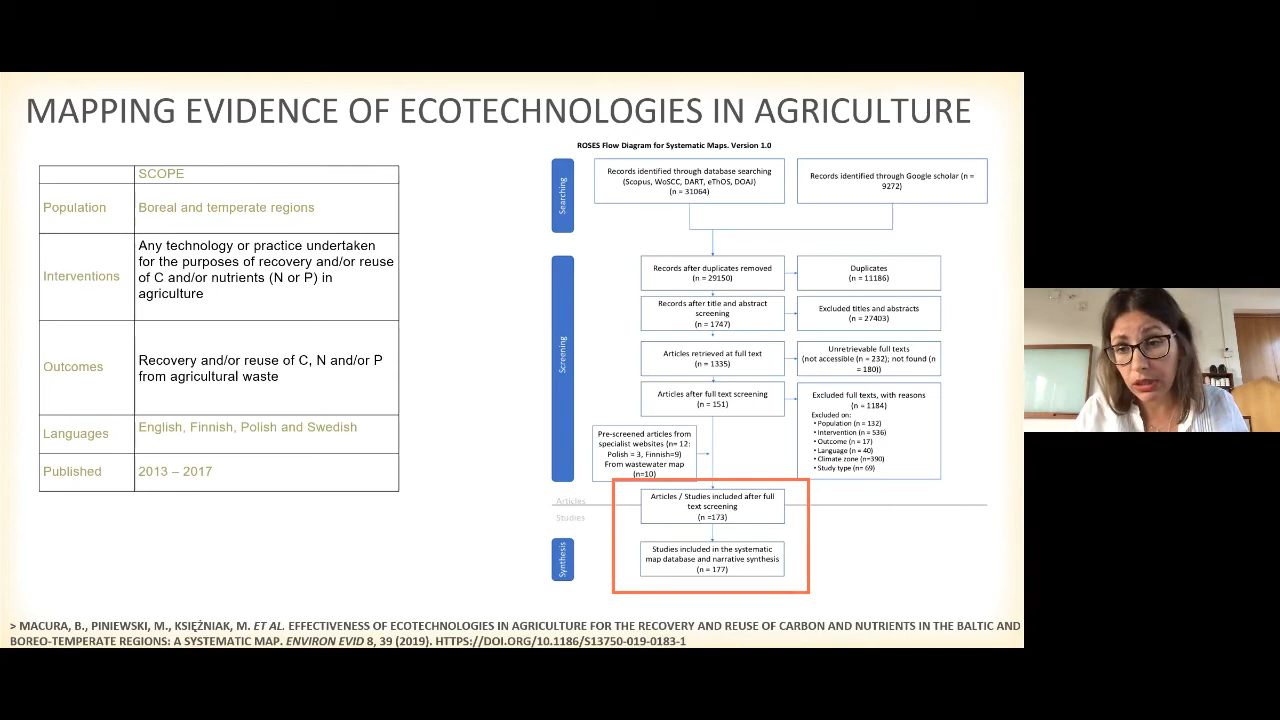 MAPPING EVIDENCE OF ECOTECHNOLOGIES IN AGRICULTURE
SCOPE
Population
Boreal and temperate regions
Interventions
Any technology or practice undertaken
for the purposes of recovery and/or reuse
of C and/or nutrients (N or P) in
agriculture
Outcomes
Recovery and/or reuse of C, N and/or P
from agricultural waste
Languages
English, Finnish, Polish and Swedish
Published
2013 – 2017
ROSES Flow Diagram for Systematic Maps. Version 1.0
Searching
Records identified through database searching
(Scopus, WoSCC, DART, eThOS, DOAJ)
(n = 31064)
Records identified through Google scholar (n =
9272)
Screening
Records after duplicates removed
(n = 29150)
Duplicates
(n = 11186)
Records after title and abstract
screening
(n = 1747)
Excluded titles and abstracts
(n = 27403)
Articles retrieved at full text
(n = 1335)
Unretrievable full texts
(not accessible (n = 232); not found (n
= 180))
Articles after full text screening
(n = 151)
Excluded full texts, with reasons
(n = 1184)
Excluded on:
• Population (n = 132)
• Intervention (n = 536)
• Outcome (n = 17)
• Language (n = 40)
• Climate zone (n=390)
• Study type (n= 69)
Pre-screened articles from
specialist websites (n= 12:
Polish = 3, Finnish=9)
From wastewater map
(n=10)
Articles
Studies
Articles / Studies included after full
text screening
(n =173)
Synthesis
Studies included in the systematic
map database and narrative synthesis
(n = 177)
> MACURA, B., PINIEWSKI, M., KSIĘŻNIAK, M. ET AL. EFFECTIVENESS OF ECOTECHNOLOGIES IN AGRICULTURE FOR THE RECOVERY AND REUSE OF CARBON AND NUTRIENTS IN THE BALTIC AND
BOREO-TEMPERATE REGIONS: A SYSTEMATIC MAP. ENVIRON EVID 8, 39 (2019). HTTPS://DOI.ORG/10.1186/S13750-019-0183-1